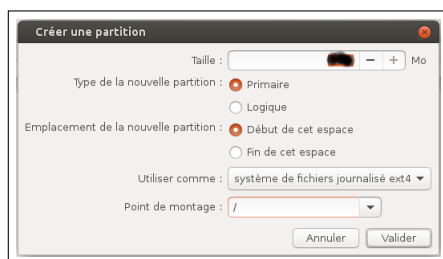 Créer une partition
Taille : − + Mo
Type de la nouvelle partition : Primaire
Logique
Emplacement de la nouvelle partition : Début de cet espace
Fin de cet espace
Utiliser comme : système de fichiers journalisé ext4
Point de montage : /
Annuler Valider